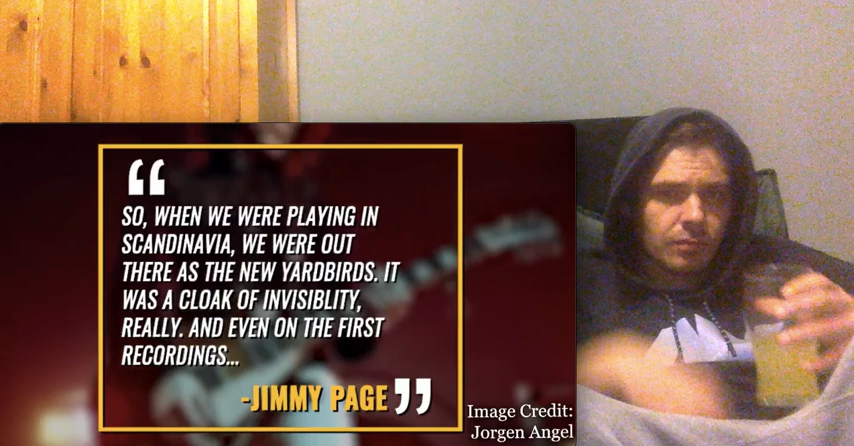 “
SO, WHEN WE WERE PLAYING IN
SCANDINAVIA, WE WERE OUT
THERE AS THE NEW YARDBIRDS. IT
WAS A CLOAK OF INVISIBLITY,
REALLY. AND EVEN ON THE FIRST
RECORDINGS...
-JIMMY PAGE ”
Image Credit:
Jorgen Angel